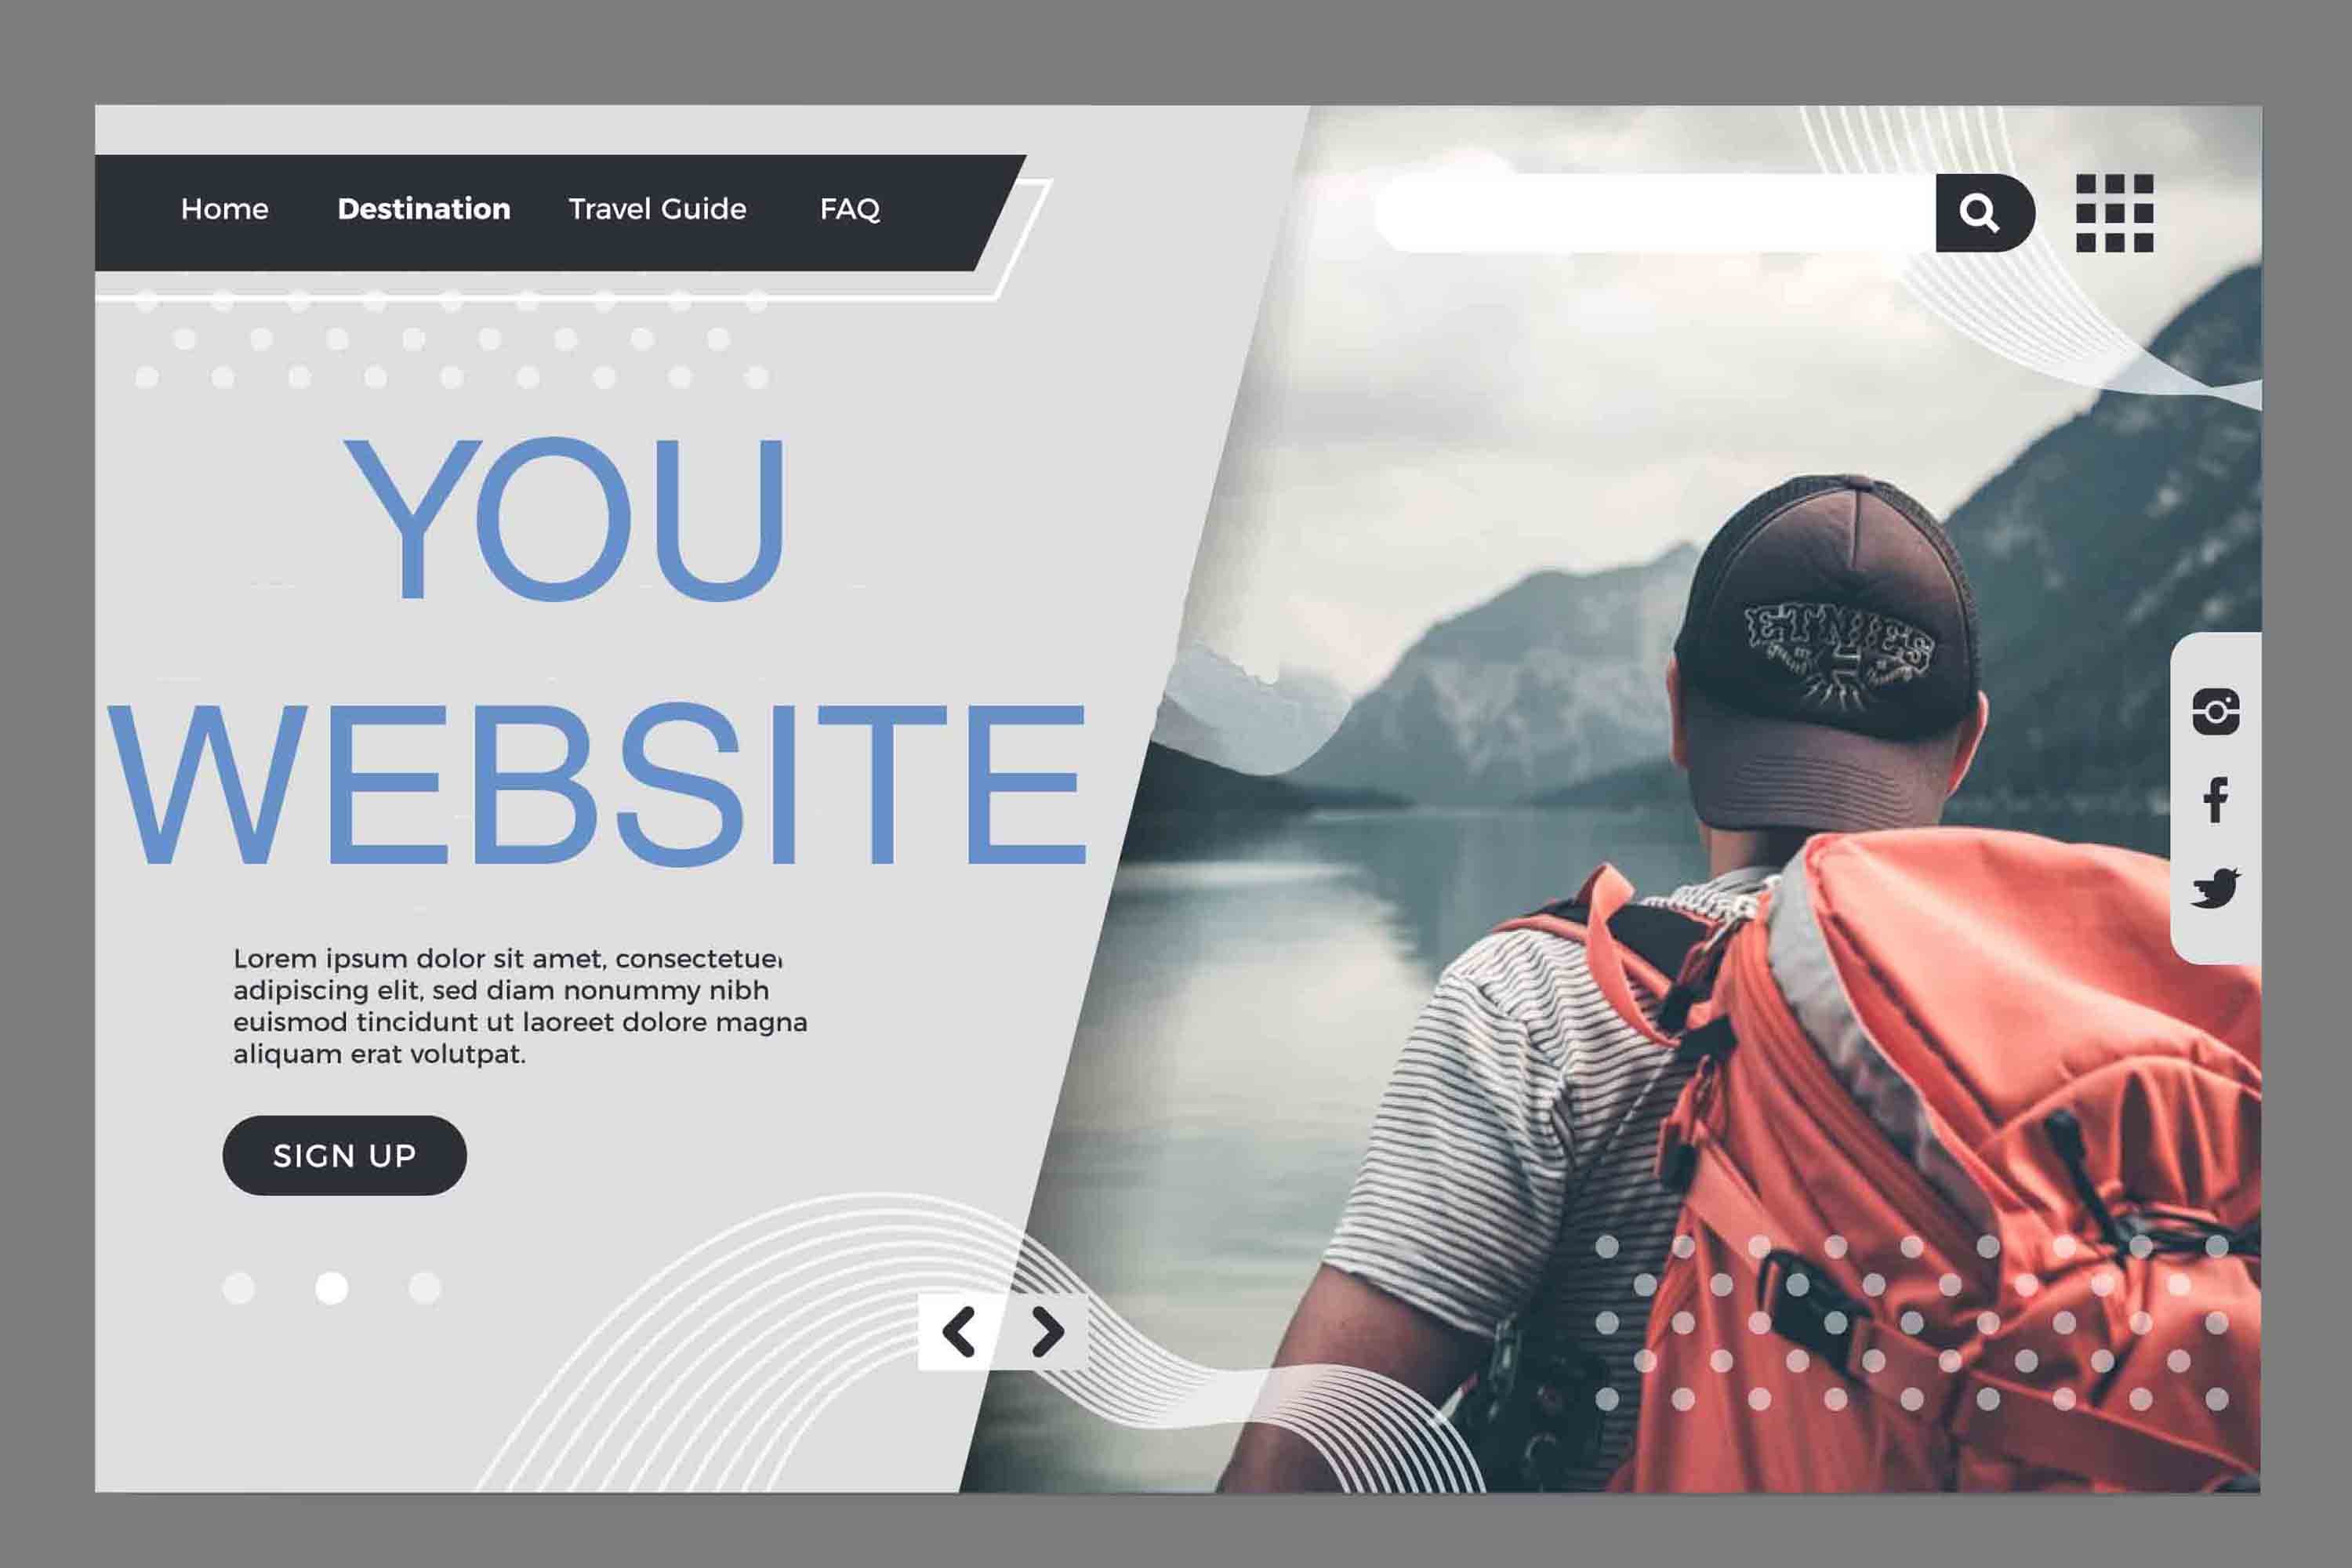 Home Destination Travel Guide FAQ
YOU
WEBSITE
ETNIES
Lorem ipsum dolor sit amet, consectetuer
adipiscing elit, sed diam nonummy nibh
euismod tincidunt ut laoreet dolore magna
aliquam erat volutpat.
SIGN UP